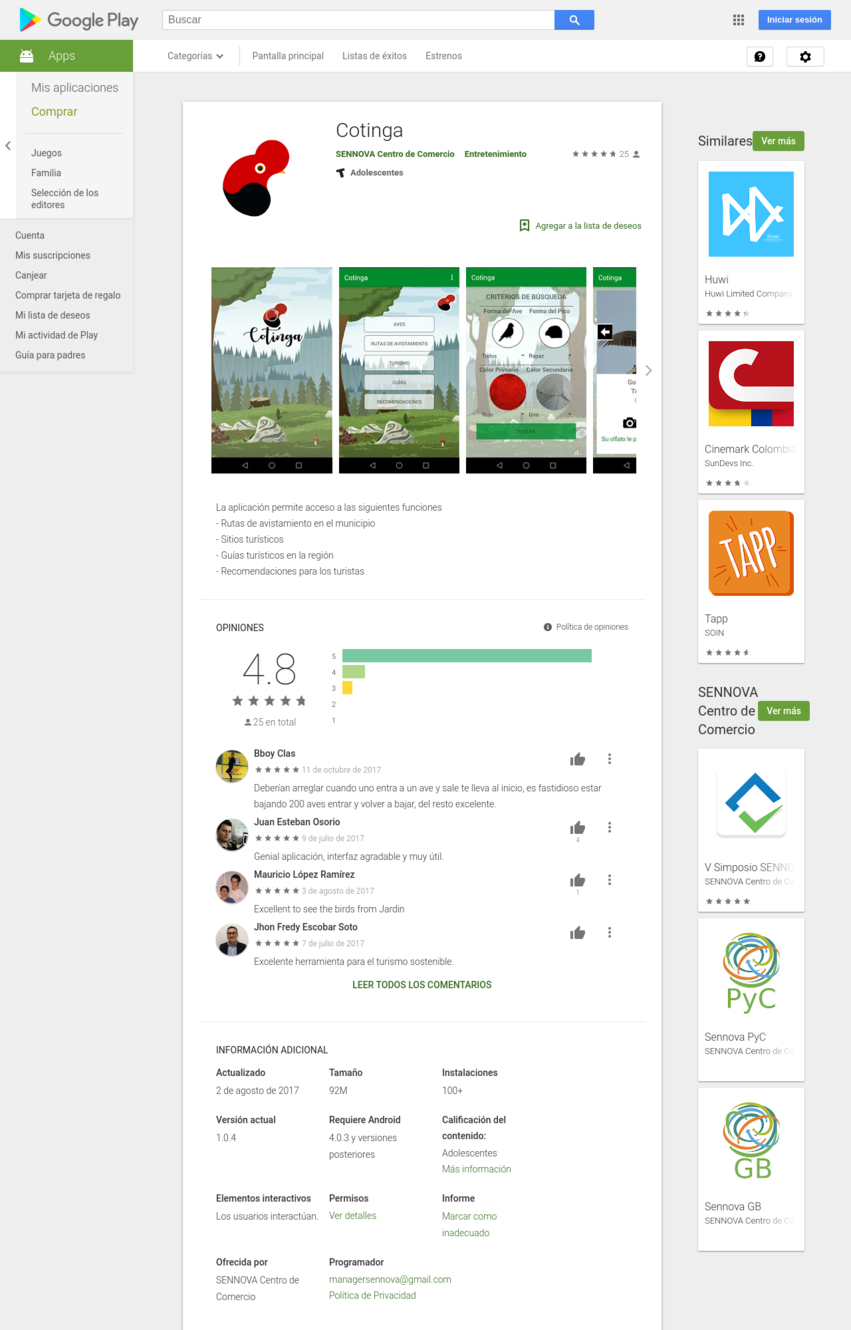 Google Play
Buscar
Iniciar sesión
Apps
Categorías
Pantalla principal
Listas de éxitos
Estrenos
Mis aplicaciones
Comprar
Juegos
Familia
Selección de los
editores
Cuenta
Mis suscripciones
Canjear
Comprar tarjeta de regalo
Mi lista de deseos
Mi actividad de Play
Guía para padres
Cotinga
SENNOVA Centro de Comercio
Entretenimiento
25
Adolescentes
Agregar a la lista de deseos
Cotinga
Cotinga
AVES
RUTAS DE AVISTAMIENTO
TURISMO
GUÍAS
RECOMENDACIONES
Cotinga
CRITERIOS DE BÚSQUEDA
Forma del Ave
Forma del Pico
Todos
Rapaz
Color Primario
Color Secundario
Rojo
Gris
BUSCAR
Cotinga
Gu
Su olfato le p
La aplicación permite acceso a las siguientes funciones
- Rutas de avistamiento en el municipio
- Sitios turísticos
- Guías turísticos en la región
- Recomendaciones para los turistas
OPINIONES
Política de opiniones
4.8
25 en total
5
4
3
2
1
Bboy Clas
11 de octubre de 2017
Deberían arreglar cuando uno entra a un ave y sale te lleva al inicio, es fastidioso estar
bajando 200 aves entrar y volver a bajar, del resto excelente.
Juan Esteban Osorio
9 de julio de 2017
4
Genial aplicación, interfaz agradable y muy útil.
Mauricio López Ramírez
3 de agosto de 2017
1
Excellent to see the birds from Jardin
Jhon Fredy Escobar Soto
7 de julio de 2017
Excelente herramienta para el turismo sostenible.
LEER TODOS LOS COMENTARIOS
INFORMACIÓN ADICIONAL
Actualizado
2 de agosto de 2017
Tamaño
92M
Instalaciones
100+
Versión actual
1.0.4
Requiere Android
4.0.3 y versiones
posteriores
Calificación del
contenido:
Adolescentes
Más información
Elementos interactivos
Los usuarios interactúan.
Permisos
Ver detalles
Informe
Marcar como
inadecuado
Ofrecida por
SENNOVA Centro de
Comercio
Programador
managersennova@gmail.com
Política de Privacidad
Similares
Ver más
Huwi
Huwi
Huwi Limited Company
Cinemark Colombia
SunDevs Inc.
TAPP
Tapp
SOIN
SENNOVA
Centro de
Comercio
Ver más
V Simposio SENNO
SENNOVA Centro de Co
PyC
Sennova PyC
SENNOVA Centro de Co
GB
Sennova GB
SENNOVA Centro de Co